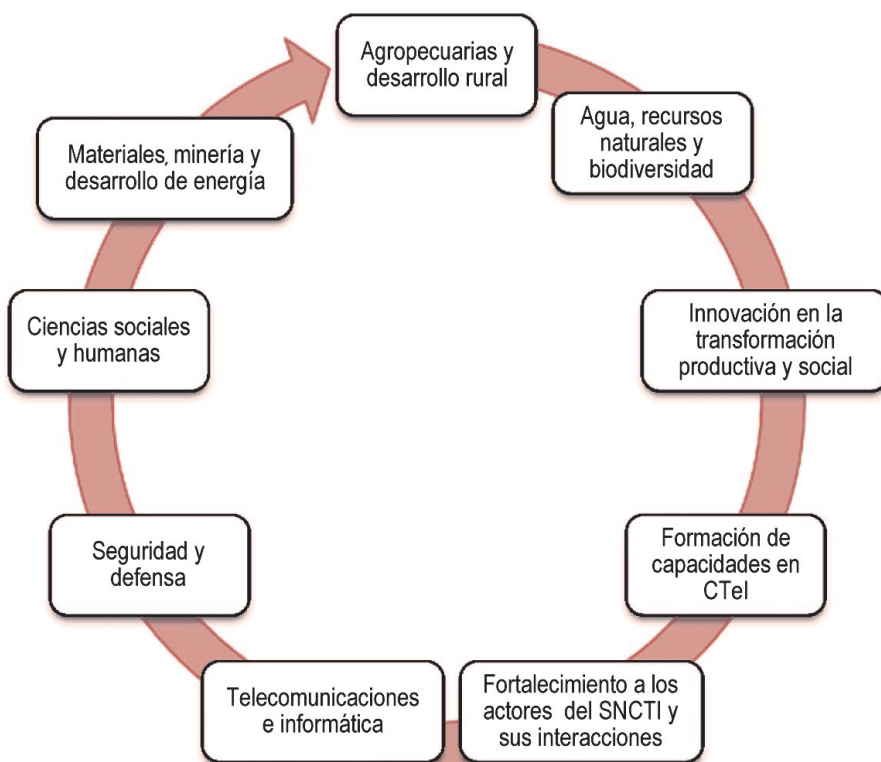 Agropecuarias y
desarrollo rural
Agua, recursos
naturales y
biodiversidad
Innovación en la
transformación
productiva y social
Formación de
capacidades en
CTeI
Fortalecimiento a los
actores del SNCTI y
sus interacciones
Telecomunicaciones
e informática
Seguridad y
defensa
Ciencias sociales
y humanas
Materiales, minería y
desarrollo de energía